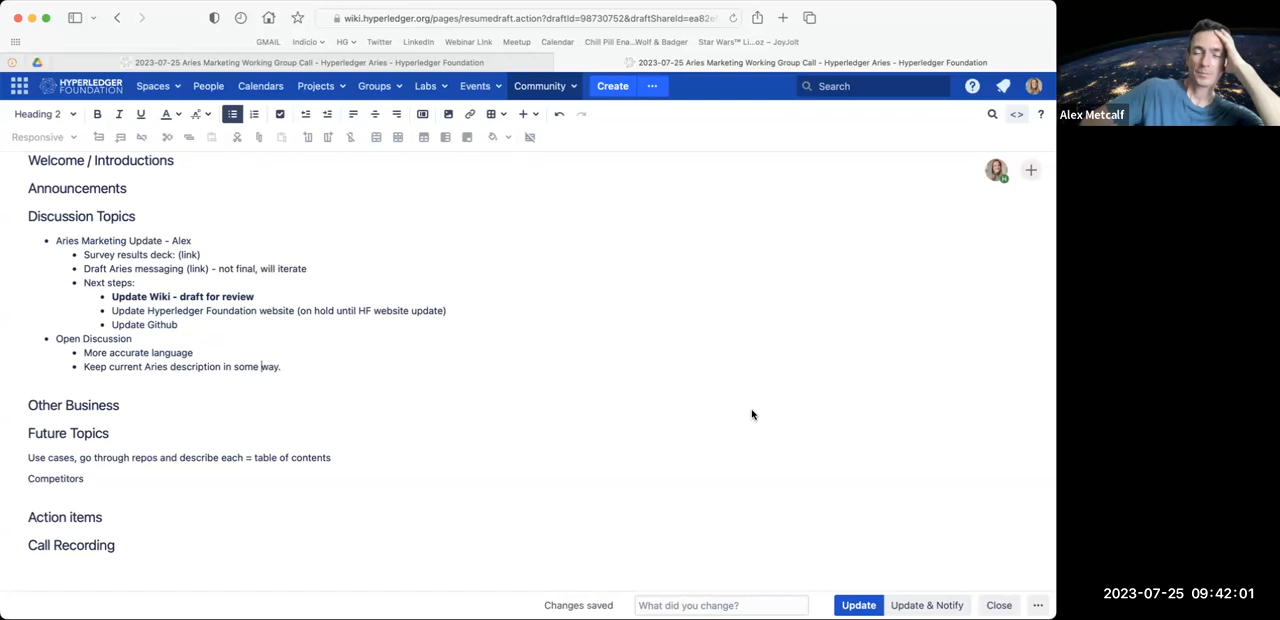 wiki.hyperledger.org/pages/resumedraft.action?draftId=98730752&draftShareId=ea82e
GMAIL Indicio HG Twitter LinkedIn Webinar Link Meetup Calendar Chill Pill Ena...Wolf & Badger Star Wars™ Li...oz – JoyJolt
2023-07-25 Aries Marketing Working Group Call - Hyperledger Aries - Hyperledger Foundation
2023-07-25 Aries Marketing Working Group Call - Hyperledger Aries - Hyperledger Foundation
HYPERLEDGER FOUNDATION Spaces People Calendars Projects Groups Labs Events Community Create ··· Search
Heading 2 B I U A
Responsive
Welcome / Introductions
Announcements
Discussion Topics
• Aries Marketing Update - Alex
• Survey results deck: (link)
• Draft Aries messaging (link) - not final, will iterate
• Next steps:
• Update Wiki - draft for review
• Update Hyperledger Foundation website (on hold until HF website update)
• Update Github
• Open Discussion
• More accurate language
• Keep current Aries description in some way.
Other Business
Future Topics
Use cases, go through repos and describe each = table of contents
Competitors
Action items
Call Recording
Changes saved What did you change? Update Update & Notify Close ···
Alex Metcalf
2023-07-25 09:42:01